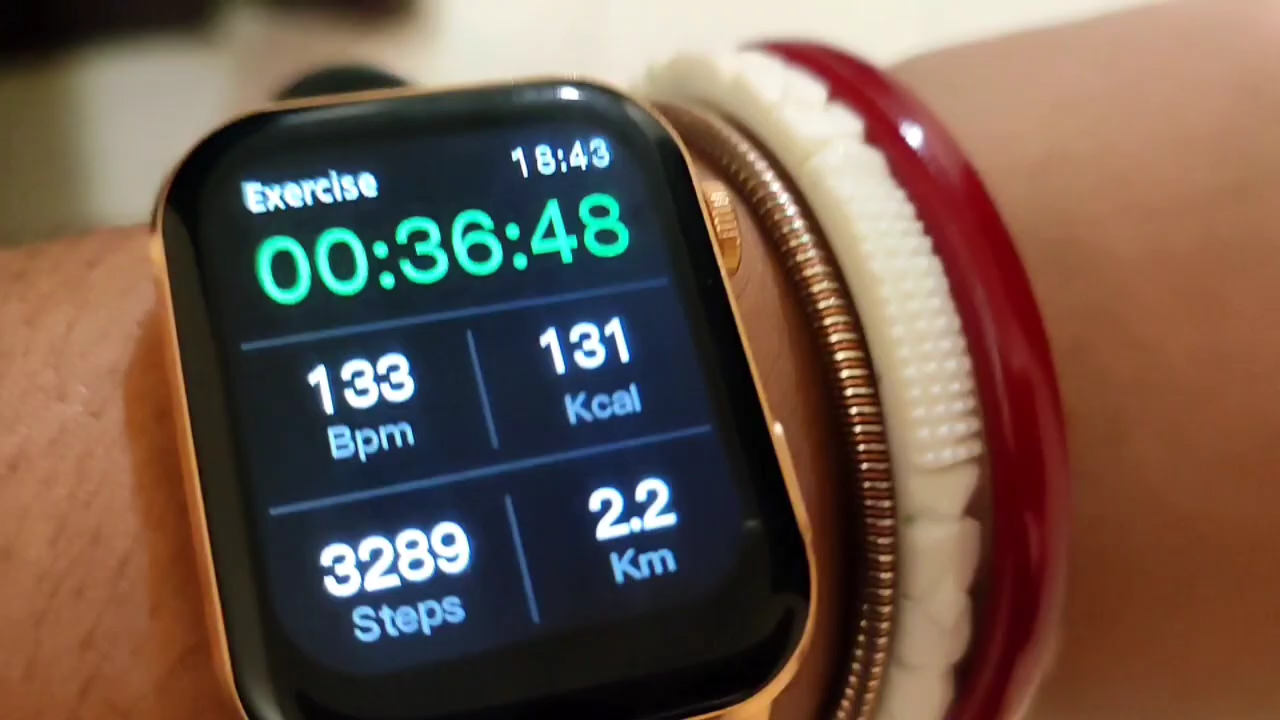 18:43
Exercise
00:36:48
133 131
Bpm Kcal
3289 2.2
Steps Km